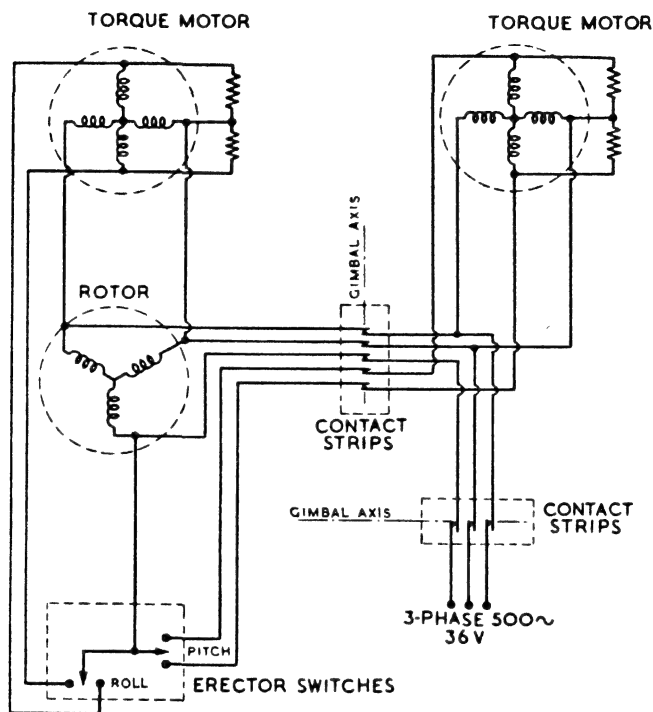 TORQUE MOTOR
TORQUE MOTOR
GIMBAL AXIS
ROTOR
CONTACT
STRIPS
GIMBAL AXIS
CONTACT
STRIPS
3-PHASE 500~
36V
PITCH
ROLL
ERECTOR SWITCHES